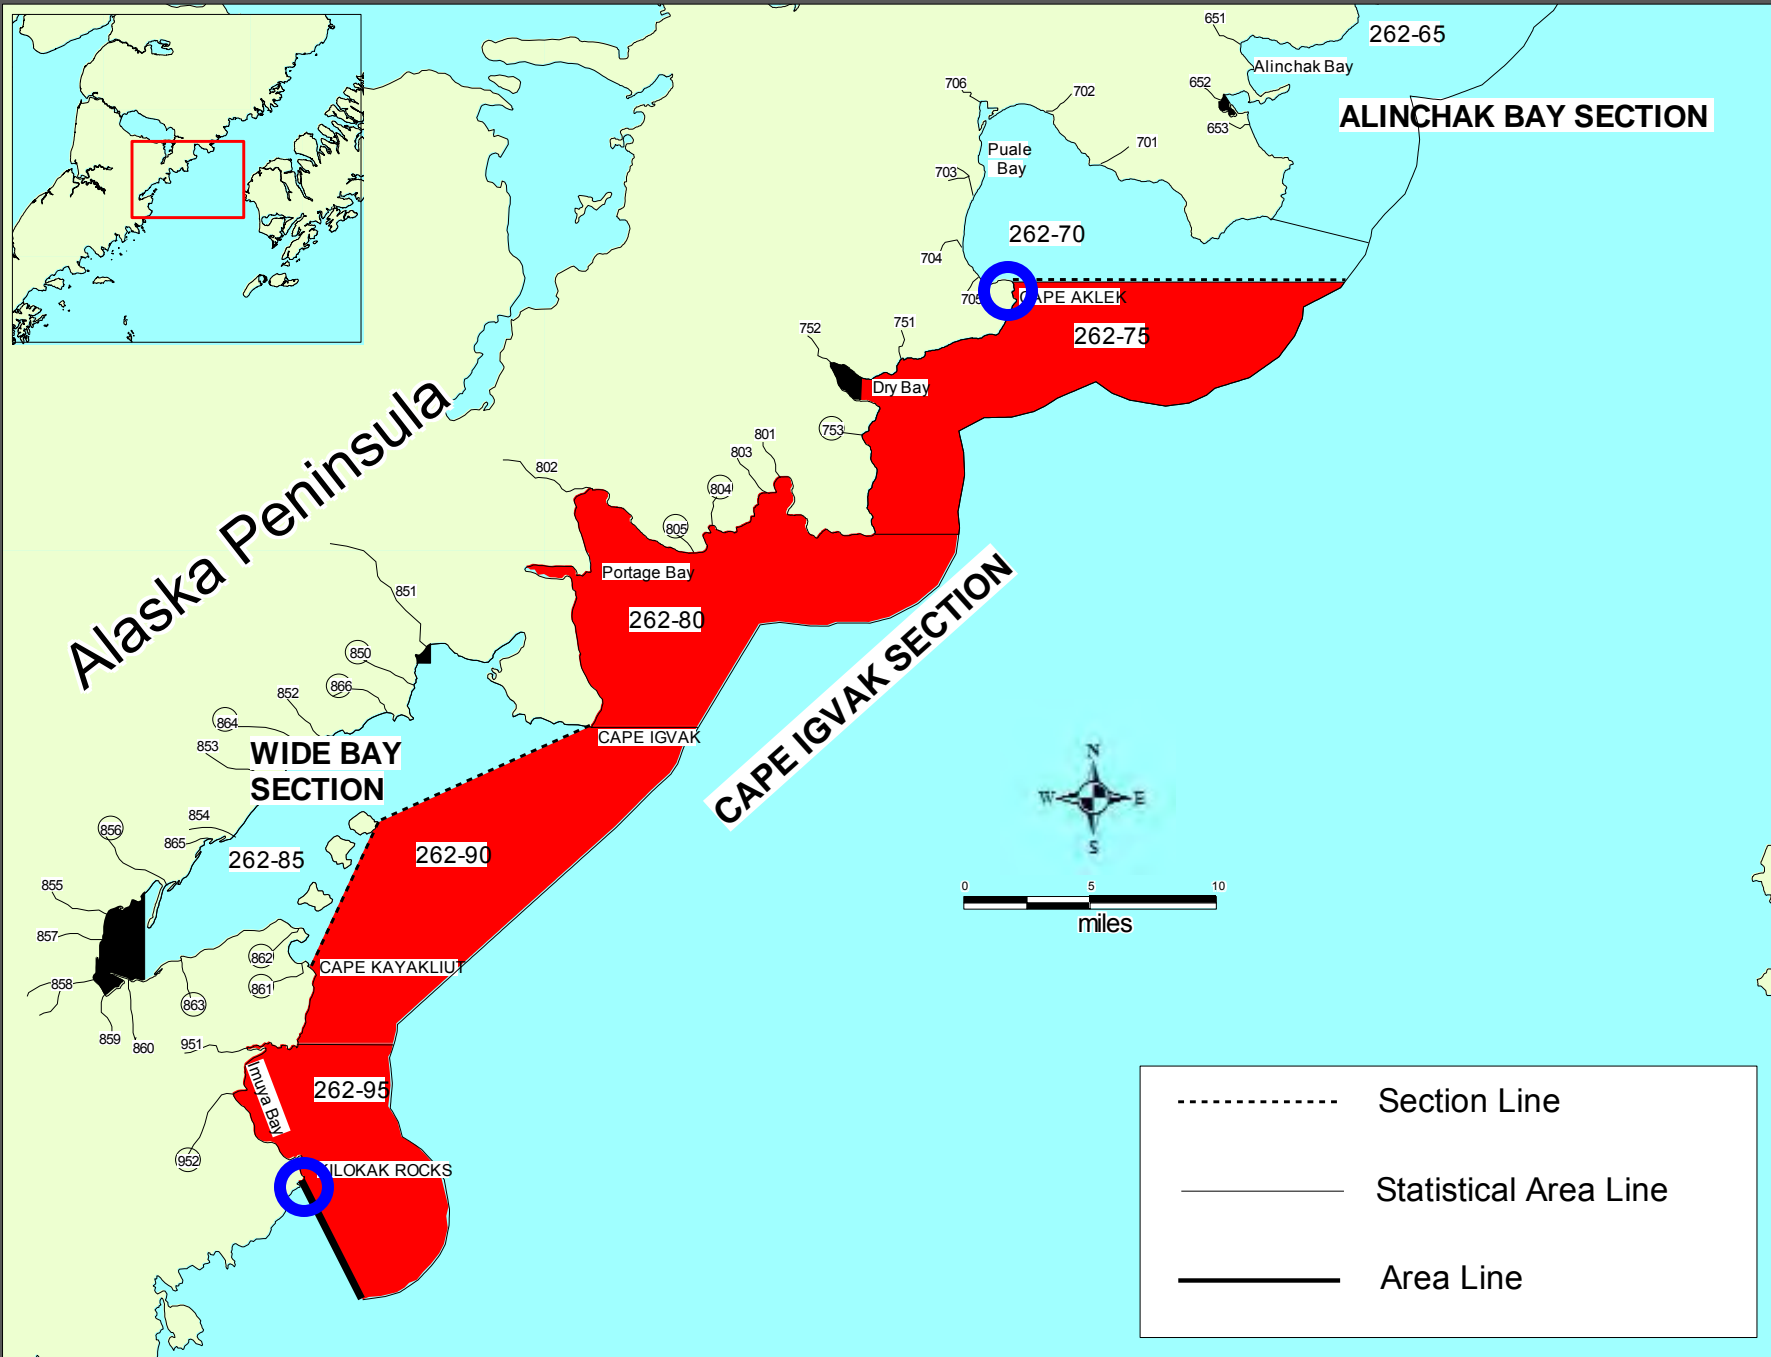 651
262-65
Alinchak Bay
652
706
702
ALINCHAK BAY SECTION
653
701
Puale
Bay
703
262-70
704
705
CAPE AKLEK
262-75
752
751
Dry Bay
753
801
803
802
804
805
Alaska Peninsula
Portage Bay
262-80
CAPE IGVAK SECTION
851
850
866
852
864
853
WIDE BAY
SECTION
CAPE IGVAK
N
W
E
S
854
856
865
262-85
262-90
855
857
862
CAPE KAYAKLIUT
858
861
863
859
860
951
0
5
10
miles
Imuya Bay
262-95
952
KILOKAK ROCKS
Section Line
Statistical Area Line
Area Line